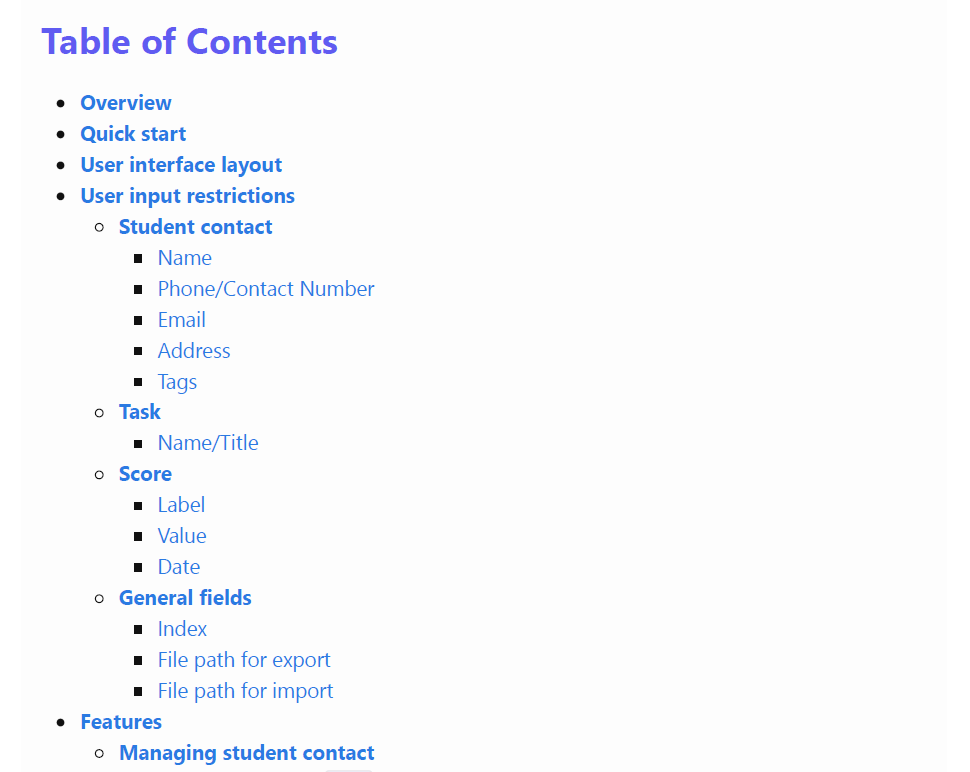 Table of Contents
Overview
Quick start
User interface layout
User input restrictions
Student contact
Name
Phone/Contact Number
Email
Address
Tags
Task
Name/Title
Score
Label
Value
Date
General fields
Index
File path for export
File path for import
Features
Managing student contact